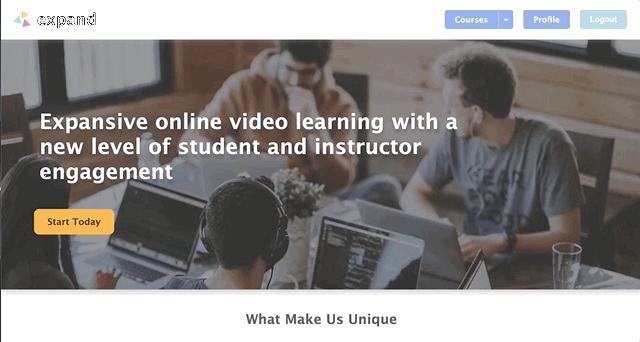 expand
Courses
Profile
Logout
Expansive online video learning with a
new level of student and instructor
engagement
Start Today
What Make Us Unique